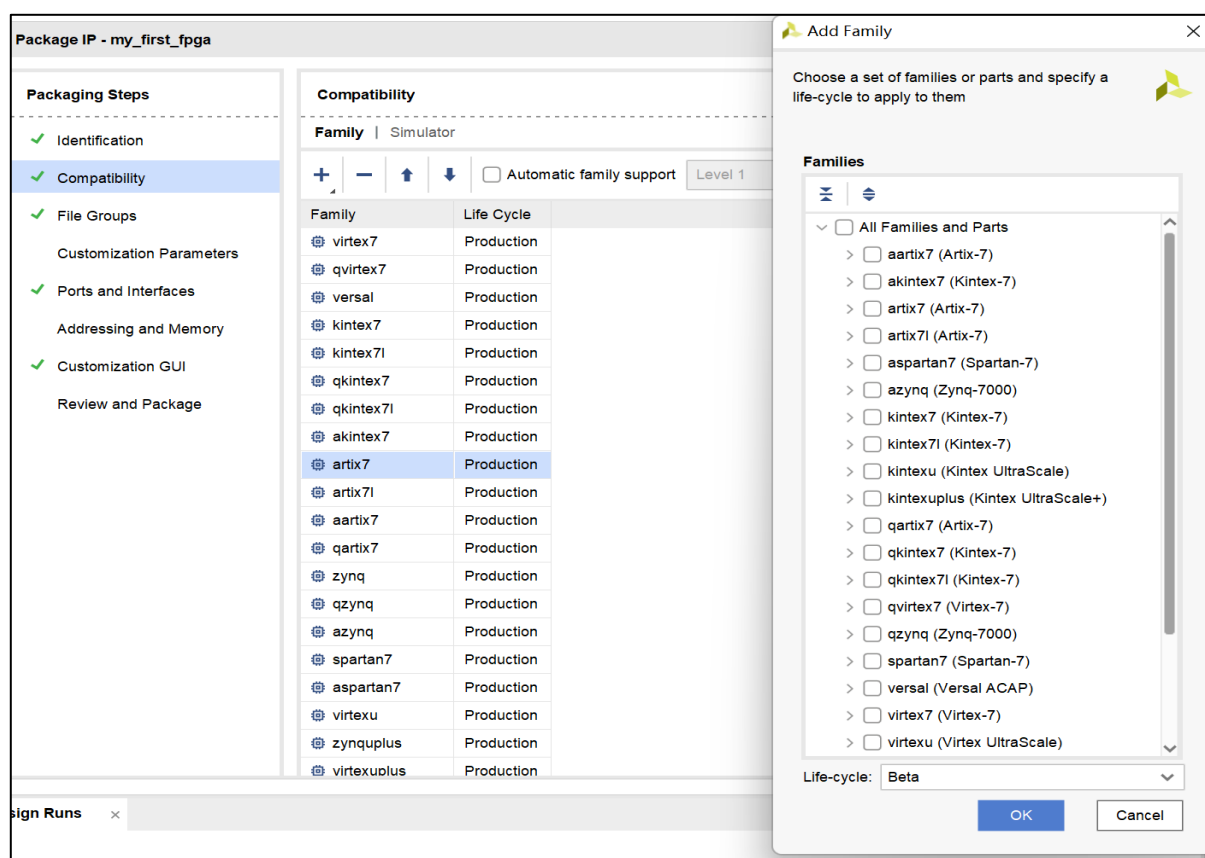 Package IP - my_first_fpga
Packaging Steps
Identification
Compatibility
File Groups
Customization Parameters
Ports and Interfaces
Addressing and Memory
Customization GUI
Review and Package
Compatibility
Family | Simulator
Automatic family support Level 1
Family Life Cycle
virtex7 Production
qvirtex7 Production
versal Production
kintex7 Production
kintex7l Production
qkintex7 Production
qkintex7l Production
akintex7 Production
artix7 Production
artix7l Production
aartix7 Production
qartix7 Production
zynq Production
qzynq Production
azynq Production
spartan7 Production
aspartan7 Production
virtexu Production
zynquplus Production
virtexuplus Production
sign Runs
Add Family
Choose a set of families or parts and specify a
life-cycle to apply to them
Families
All Families and Parts
aartix7 (Artix-7)
akintex7 (Kintex-7)
artix7 (Artix-7)
artix7l (Artix-7)
aspartan7 (Spartan-7)
azynq (Zynq-7000)
kintex7 (Kintex-7)
kintex7l (Kintex-7)
kintexu (Kintex UltraScale)
kintexuplus (Kintex UltraScale+)
qartix7 (Artix-7)
qkintex7 (Kintex-7)
qkintex7l (Kintex-7)
qvirtex7 (Virtex-7)
qzynq (Zynq-7000)
spartan7 (Spartan-7)
versal (Versal ACAP)
virtex7 (Virtex-7)
virtexu (Virtex UltraScale)
Life-cycle: Beta
OK Cancel